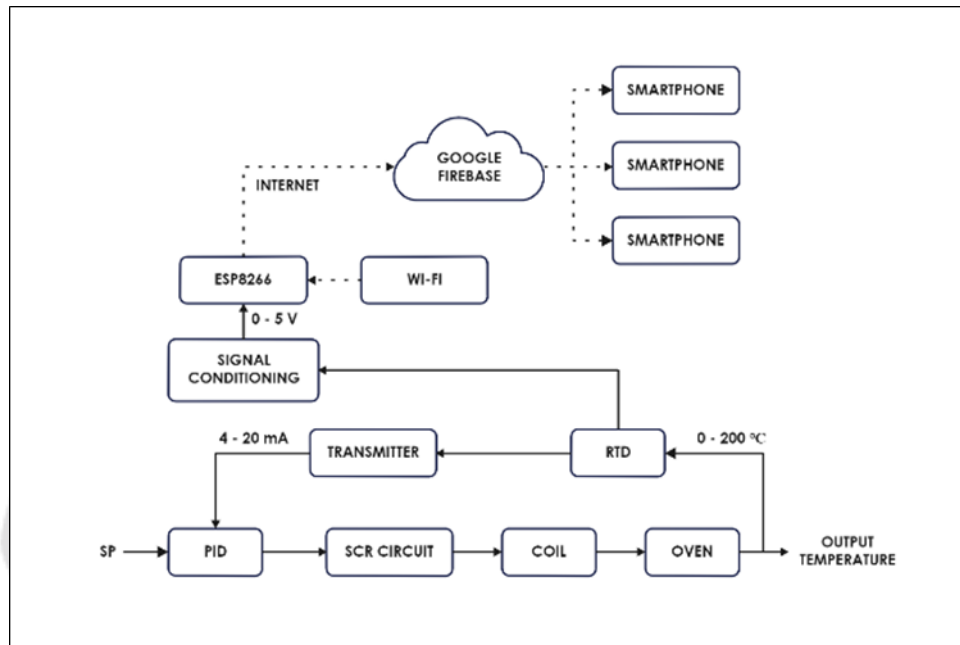 SMARTPHONE
GOOGLE
FIREBASE
SMARTPHONE
INTERNET
SMARTPHONE
ESP8266
WI-FI
0 - 5 V
SIGNAL
CONDITIONING
4 - 20 mA
TRANSMITTER
RTD
0 - 200 °C
SP
PID
SCR CIRCUIT
COIL
OVEN
OUTPUT
TEMPERATURE